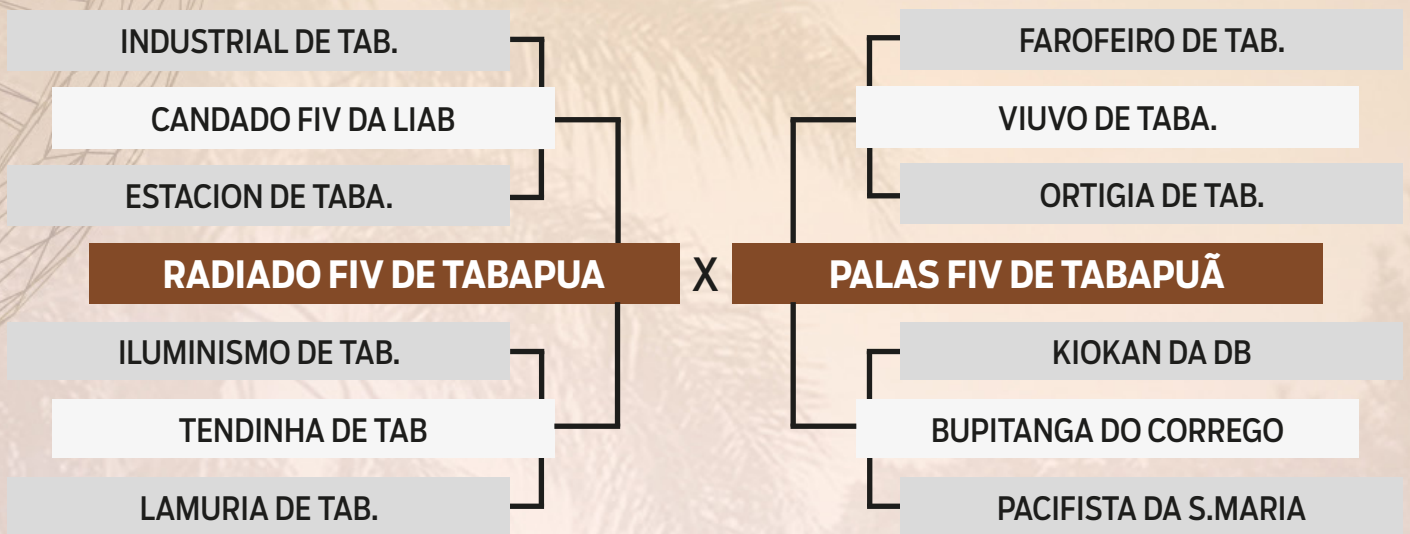 INDUSTRIAL DE TAB.
FAROFEIRO DE TAB.
CANDADO FIV DA LIAB
VIUVO DE TABA.
ESTACION DE TABA.
ORTIGIA DE TAB.
RADIADO FIV DE TABAPUA X PALAS FIV DE TABAPUÃ
ILUMINISMO DE TAB.
KIOKAN DA DB
TENDINHA DE TAB
BUPITANGA DO CORREGO
LAMURIA DE TAB.
PACIFISTA DA S.MARIA